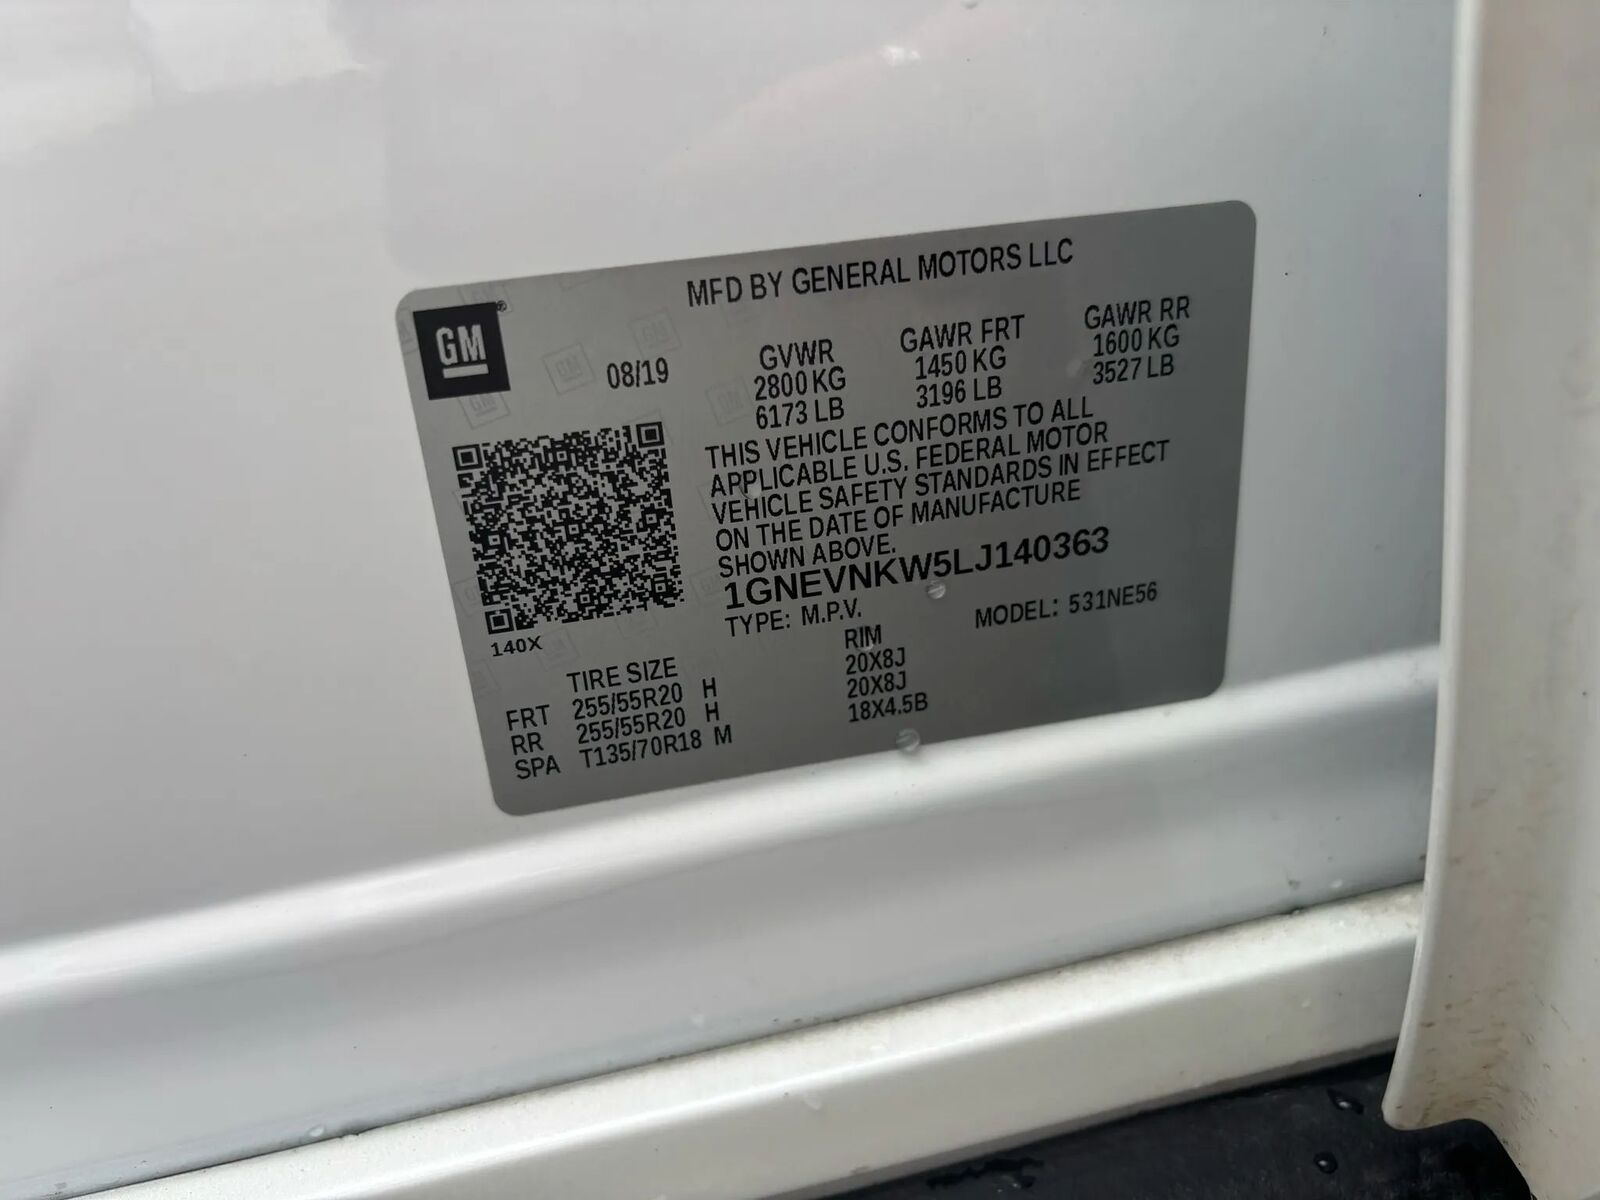 MFD BY GENERAL MOTORS LLC
GM®
08/19
GVWR GAWR FRT GAWR RR
2800 KG 1450 KG 1600 KG
6173 LB 3196 LB 3527 LB
THIS VEHICLE CONFORMS TO ALL
APPLICABLE U.S. FEDERAL MOTOR
VEHICLE SAFETY STANDARDS IN EFFECT
ON THE DATE OF MANUFACTURE
SHOWN ABOVE.
1GNEVNKW5LJ140363
TYPE: M.P.V. MODEL: 531NE56
140X
TIRE SIZE RIM
FRT 255/55R20 H 20X8J
RR 255/55R20 H 20X8J
SPA T135/70R18 M 18X4.5B